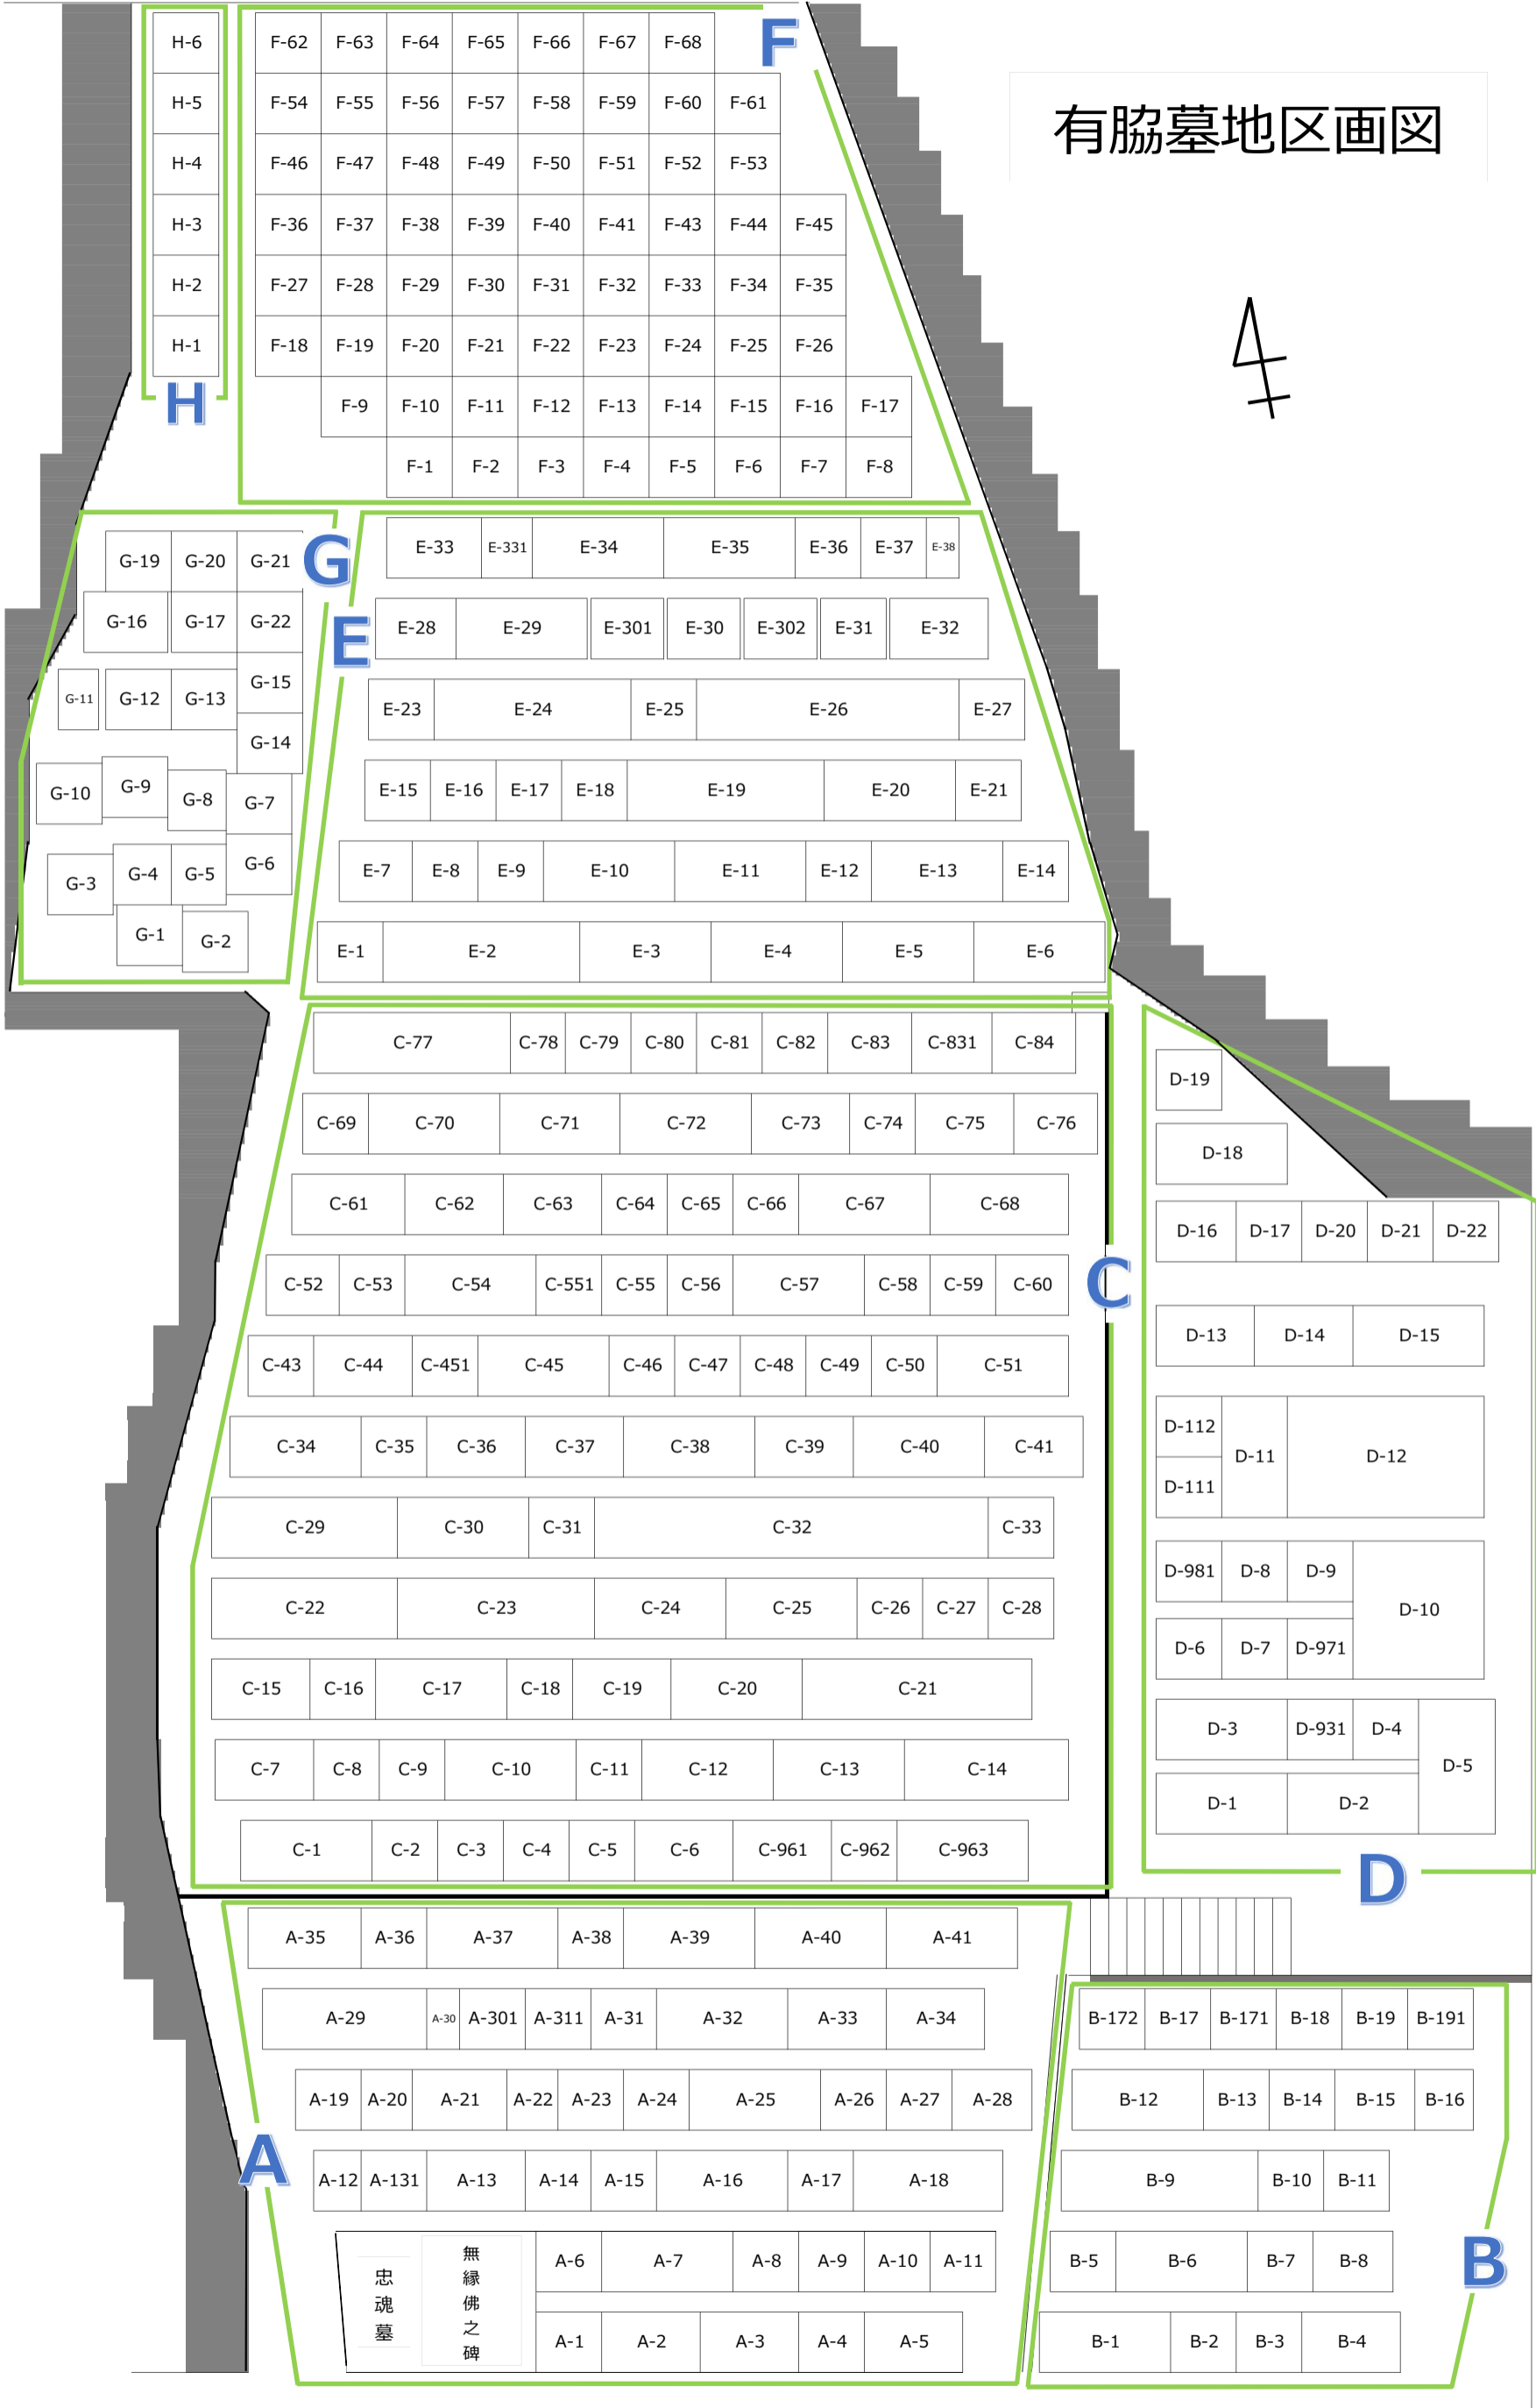 有脇墓地区画図
H-6 F-62 F-63 F-64 F-65 F-66 F-67 F-68 F
H-5 F-54 F-55 F-56 F-57 F-58 F-59 F-60 F-61
H-4 F-46 F-47 F-48 F-49 F-50 F-51 F-52 F-53
H-3 F-36 F-37 F-38 F-39 F-40 F-41 F-43 F-44 F-45
H-2 F-27 F-28 F-29 F-30 F-31 F-32 F-33 F-34 F-35
H-1 F-18 F-19 F-20 F-21 F-22 F-23 F-24 F-25 F-26
H F-9 F-10 F-11 F-12 F-13 F-14 F-15 F-16 F-17
F-1 F-2 F-3 F-4 F-5 F-6 F-7 F-8
G-19 G-20 G-21 G
G-16 G-17 G-22
G-15
G-11 G-12 G-13
G-14
G-10 G-9 G-8 G-7
G-3 G-4 G-5 G-6
G-1 G-2
E-33 E-331 E-34 E-35 E-36 E-37 E-38
E E-28 E-29 E-301 E-30 E-302 E-31 E-32
E-23 E-24 E-25 E-26 E-27
E-15 E-16 E-17 E-18 E-19 E-20 E-21
E-7 E-8 E-9 E-10 E-11 E-12 E-13 E-14
E-1 E-2 E-3 E-4 E-5 E-6
C-77 C-78 C-79 C-80 C-81 C-82 C-83 C-831 C-84
C-69 C-70 C-71 C-72 C-73 C-74 C-75 C-76
C-61 C-62 C-63 C-64 C-65 C-66 C-67 C-68
C-52 C-53 C-54 C-551 C-55 C-56 C-57 C-58 C-59 C-60 C
C-43 C-44 C-451 C-45 C-46 C-47 C-48 C-49 C-50 C-51
C-34 C-35 C-36 C-37 C-38 C-39 C-40 C-41
C-29 C-30 C-31 C-32 C-33
C-22 C-23 C-24 C-25 C-26 C-27 C-28
C-15 C-16 C-17 C-18 C-19 C-20 C-21
C-7 C-8 C-9 C-10 C-11 C-12 C-13 C-14
C-1 C-2 C-3 C-4 C-5 C-6 C-961 C-962 C-963
D-19
D-18
D-16 D-17 D-20 D-21 D-22
D-13 D-14 D-15
D-112 D-11 D-12
D-111
D-981 D-8 D-9 D-10
D-6 D-7 D-971
D-3 D-931 D-4 D-5
D-1 D-2
D
A-35 A-36 A-37 A-38 A-39 A-40 A-41
A-29 A-30 A-301 A-311 A-31 A-32 A-33 A-34
A-19 A-20 A-21 A-22 A-23 A-24 A-25 A-26 A-27 A-28
A A-12 A-131 A-13 A-14 A-15 A-16 A-17 A-18
忠魂墓
無縁佛之碑
A-6 A-7 A-8 A-9 A-10 A-11
A-1 A-2 A-3 A-4 A-5
B-172 B-17 B-171 B-18 B-19 B-191
B-12 B-13 B-14 B-15 B-16
B-9 B-10 B-11
B-5 B-6 B-7 B-8 B
B-1 B-2 B-3 B-4